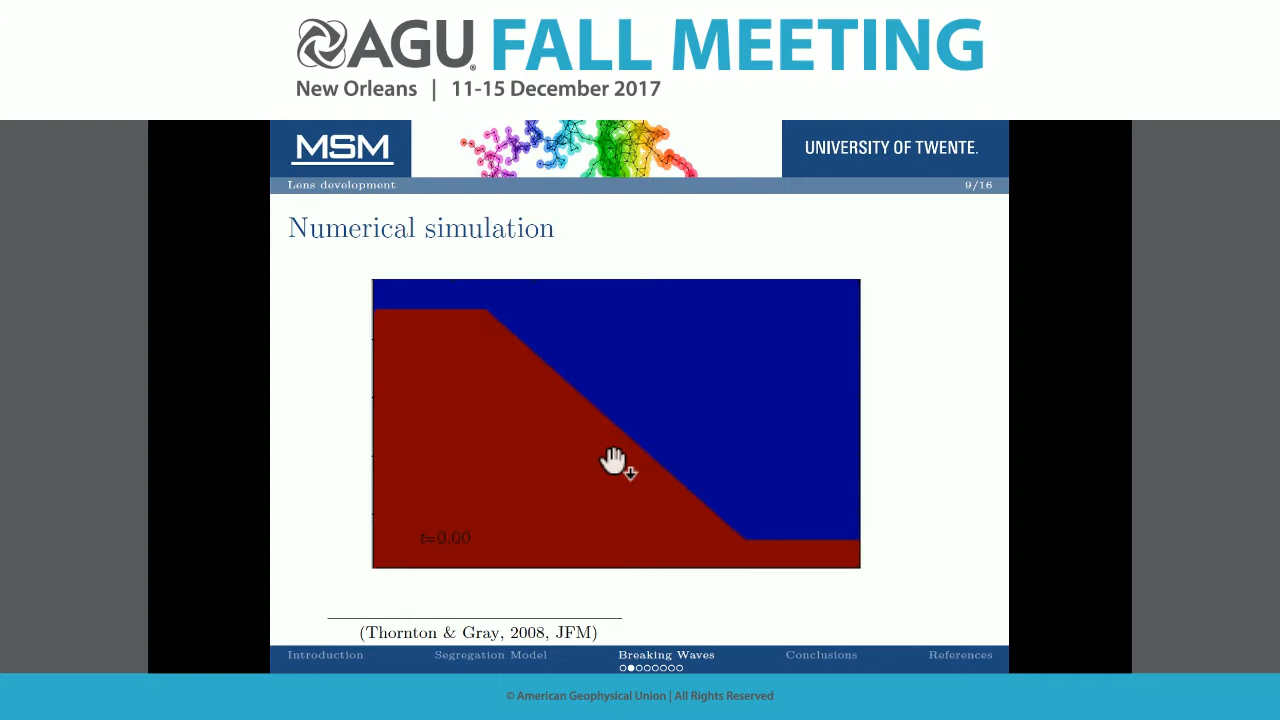 AGU FALL MEETING
New Orleans | 11-15 December 2017
MSM
UNIVERSITY OF TWENTE.
Lens development 9/16
Numerical simulation
t=0.00
(Thornton & Gray, 2008, JFM)
Introduction Segregation Model Breaking Waves Conclusions References
© American Geophysical Union | All Rights Reserved